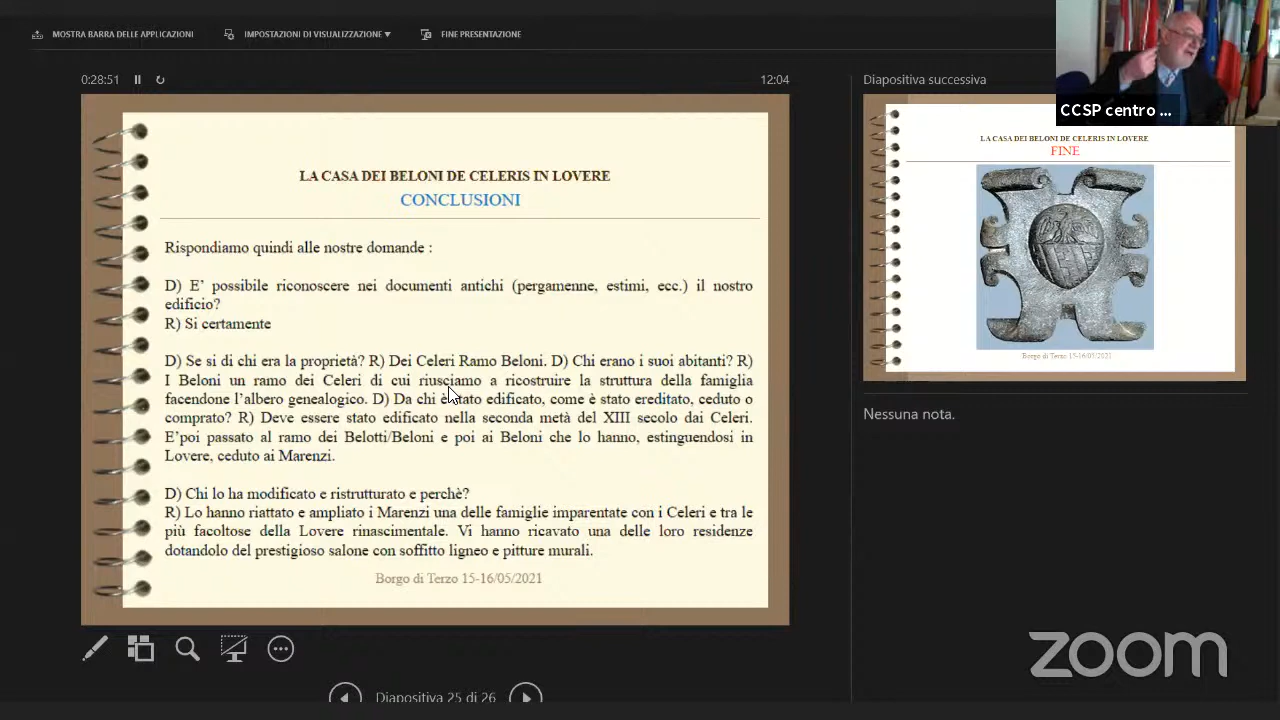 MOSTRA BARRA DELLE APPLICAZIONI
IMPOSTAZIONI DI VISUALIZZAZIONE
FINE PRESENTAZIONE
0:28:51
12:04
LA CASA DEI BELONI DE CELERIS IN LOVERE
CONCLUSIONI
Rispondiamo quindi alle nostre domande :
D) E’ possibile riconoscere nei documenti antichi (pergamenne, estimi, ecc.) il nostro
edificio?
R) Si certamente
D) Se si di chi era la proprietà? R) Dei Celeri Ramo Beloni. D) Chi erano i suoi abitanti? R)
I Beloni un ramo dei Celeri di cui riusciamo a ricostruire la struttura della famiglia
facendone l’albero genealogico. D) Da chi è stato edificato, come è stato ereditato, ceduto o
comprato? R) Deve essere stato edificato nella seconda metà del XIII secolo dai Celeri.
E’poi passato al ramo dei Belotti/Beloni e poi ai Beloni che lo hanno, estinguendosi in
Lovere, ceduto ai Marenzi.
D) Chi lo ha modificato e ristrutturato e perchè?
R) Lo hanno riattato e ampliato i Marenzi una delle famiglie imparentate con i Celeri e tra le
più facoltose della Lovere rinascimentale. Vi hanno ricavato una delle loro residenze
dotandolo del prestigioso salone con soffitto ligneo e pitture murali.
Borgo di Terzo 15-16/05/2021
Diapositiva 25 di 26
Diapositiva successiva
CCSP centro ...
LA CASA DEI BELONI DE CELERIS IN LOVERE
FINE
Borgo di Terzo 15-16/05/2021
Nessuna nota.
zoom